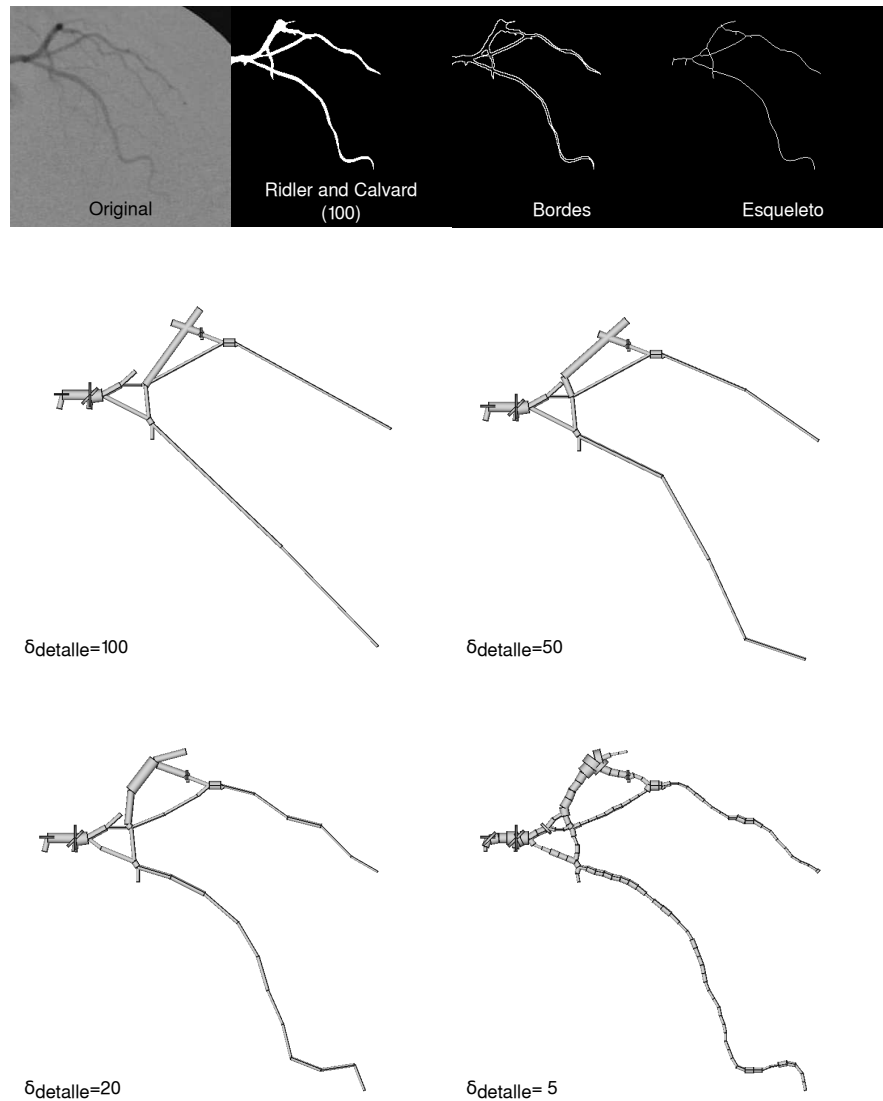 Original
Ridler and Calvard
(100)
Bordes
Esqueleto
δdetalle=100
δdetalle=50
δdetalle=20
δdetalle= 5